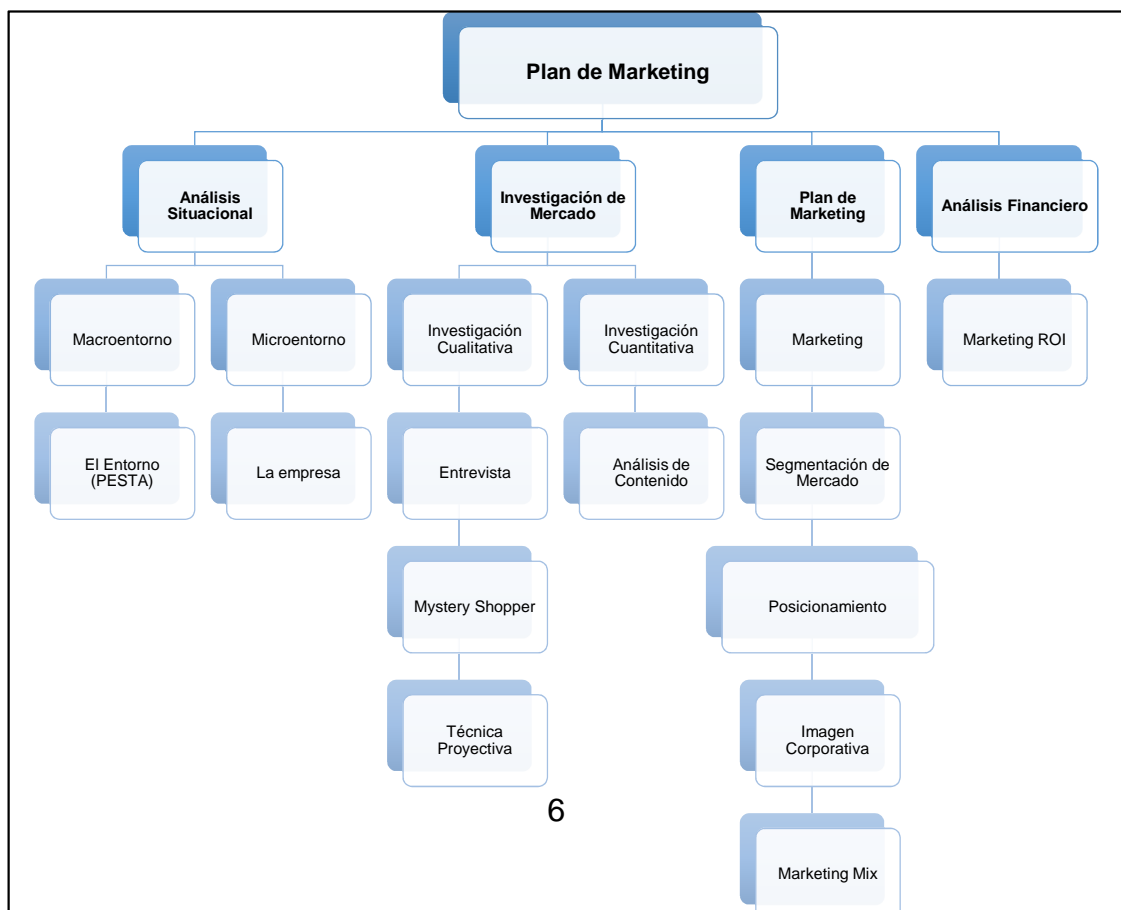 Plan de Marketing
Análisis
Situacional
Investigación de
Mercado
Plan de
Marketing
Análisis Financiero
Macroentorno
Microentorno
Investigación
Cualitativa
Investigación
Cuantitativa
Marketing
Marketing ROI
El Entorno
(PESTA)
La empresa
Entrevista
Análisis de
Contenido
Segmentación de
Mercado
Mystery Shopper
Posicionamiento
Técnica
Proyectiva
Imagen
Corporativa
6
Marketing Mix